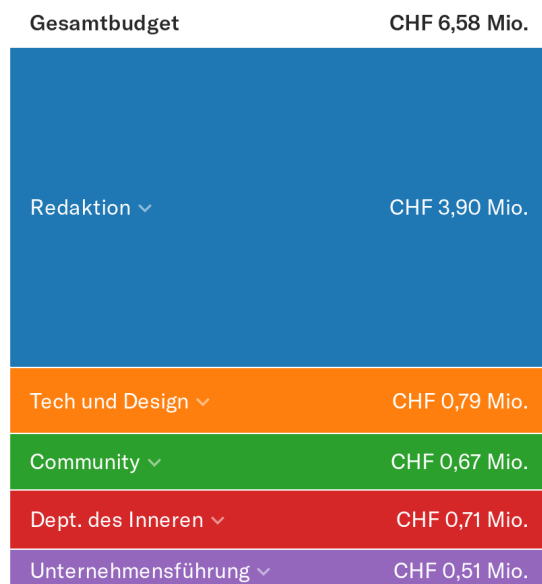 Gesamtbudget CHF 6,58 Mio.
Redaktion CHF 3,90 Mio.
Tech und Design CHF 0,79 Mio.
Community CHF 0,67 Mio.
Dept. des Inneren CHF 0,71 Mio.
Unternehmensführung CHF 0,51 Mio.